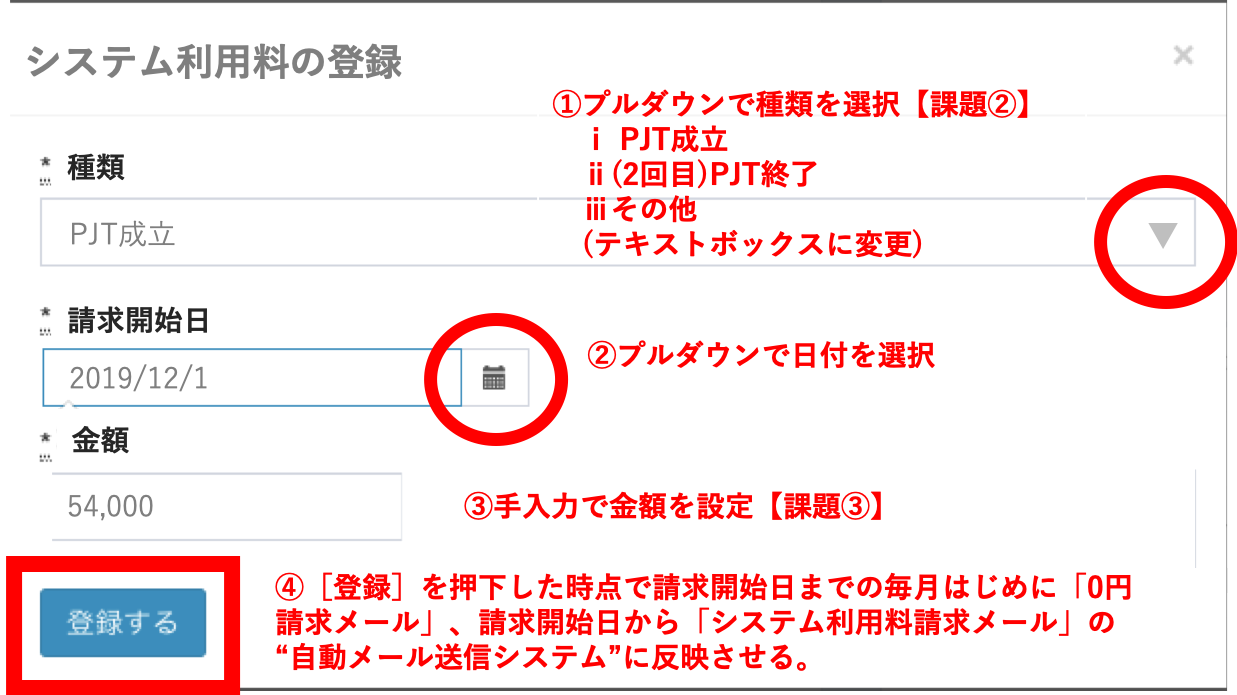 システム利用料の登録
×
①プルダウンで種類を選択【課題②】
ⅰ PJT成立
ⅱ(2回目)PJT終了
ⅲその他
(テキストボックスに変更)
* 種類
PJT成立
▼
* 請求開始日
2019/12/1
②プルダウンで日付を選択
* 金額
54,000
③手入力で金額を設定【課題③】
登録する
④［登録］を押下した時点で請求開始日までの毎月はじめに「0円
請求メール」、請求開始日から「システム利用料請求メール」の
“自動メール送信システム”に反映させる。